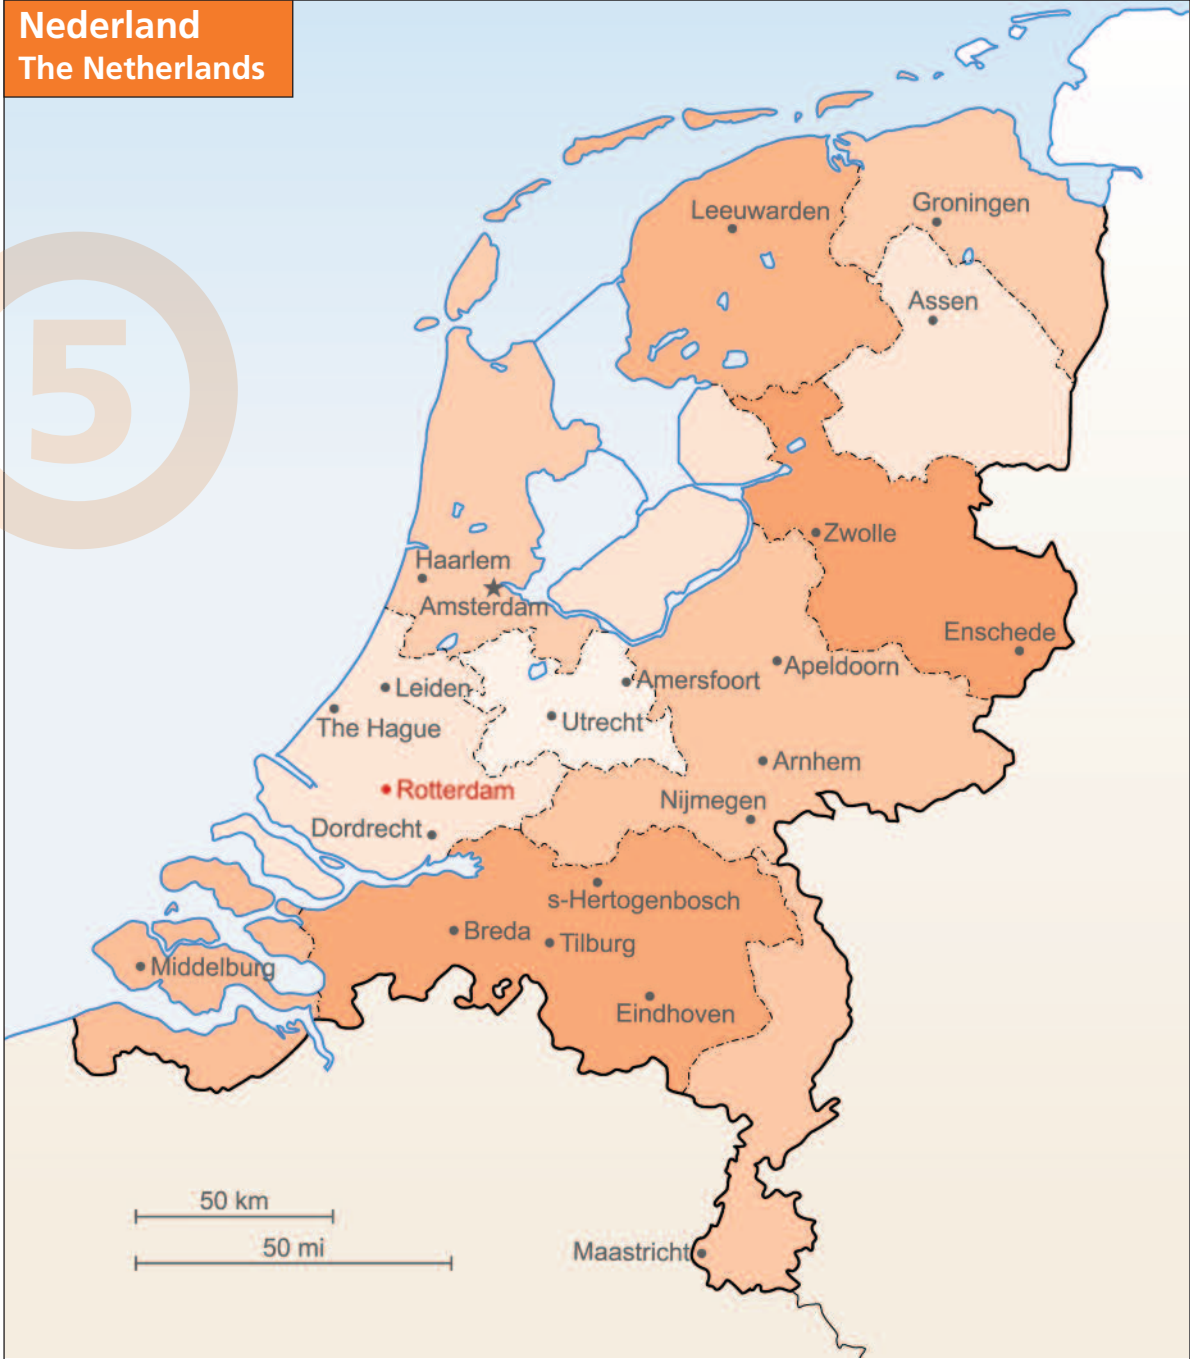 Nederland
The Netherlands
5
Leeuwarden
Groningen
Assen
Zwolle
Haarlem
Amsterdam
Enschede
Apeldoorn
Amersfoort
Leiden
Utrecht
The Hague
Arnhem
Rotterdam
Nijmegen
Dordrecht
s-Hertogenbosch
Breda
Tilburg
Middelburg
Eindhoven
50 km
50 mi
Maastricht